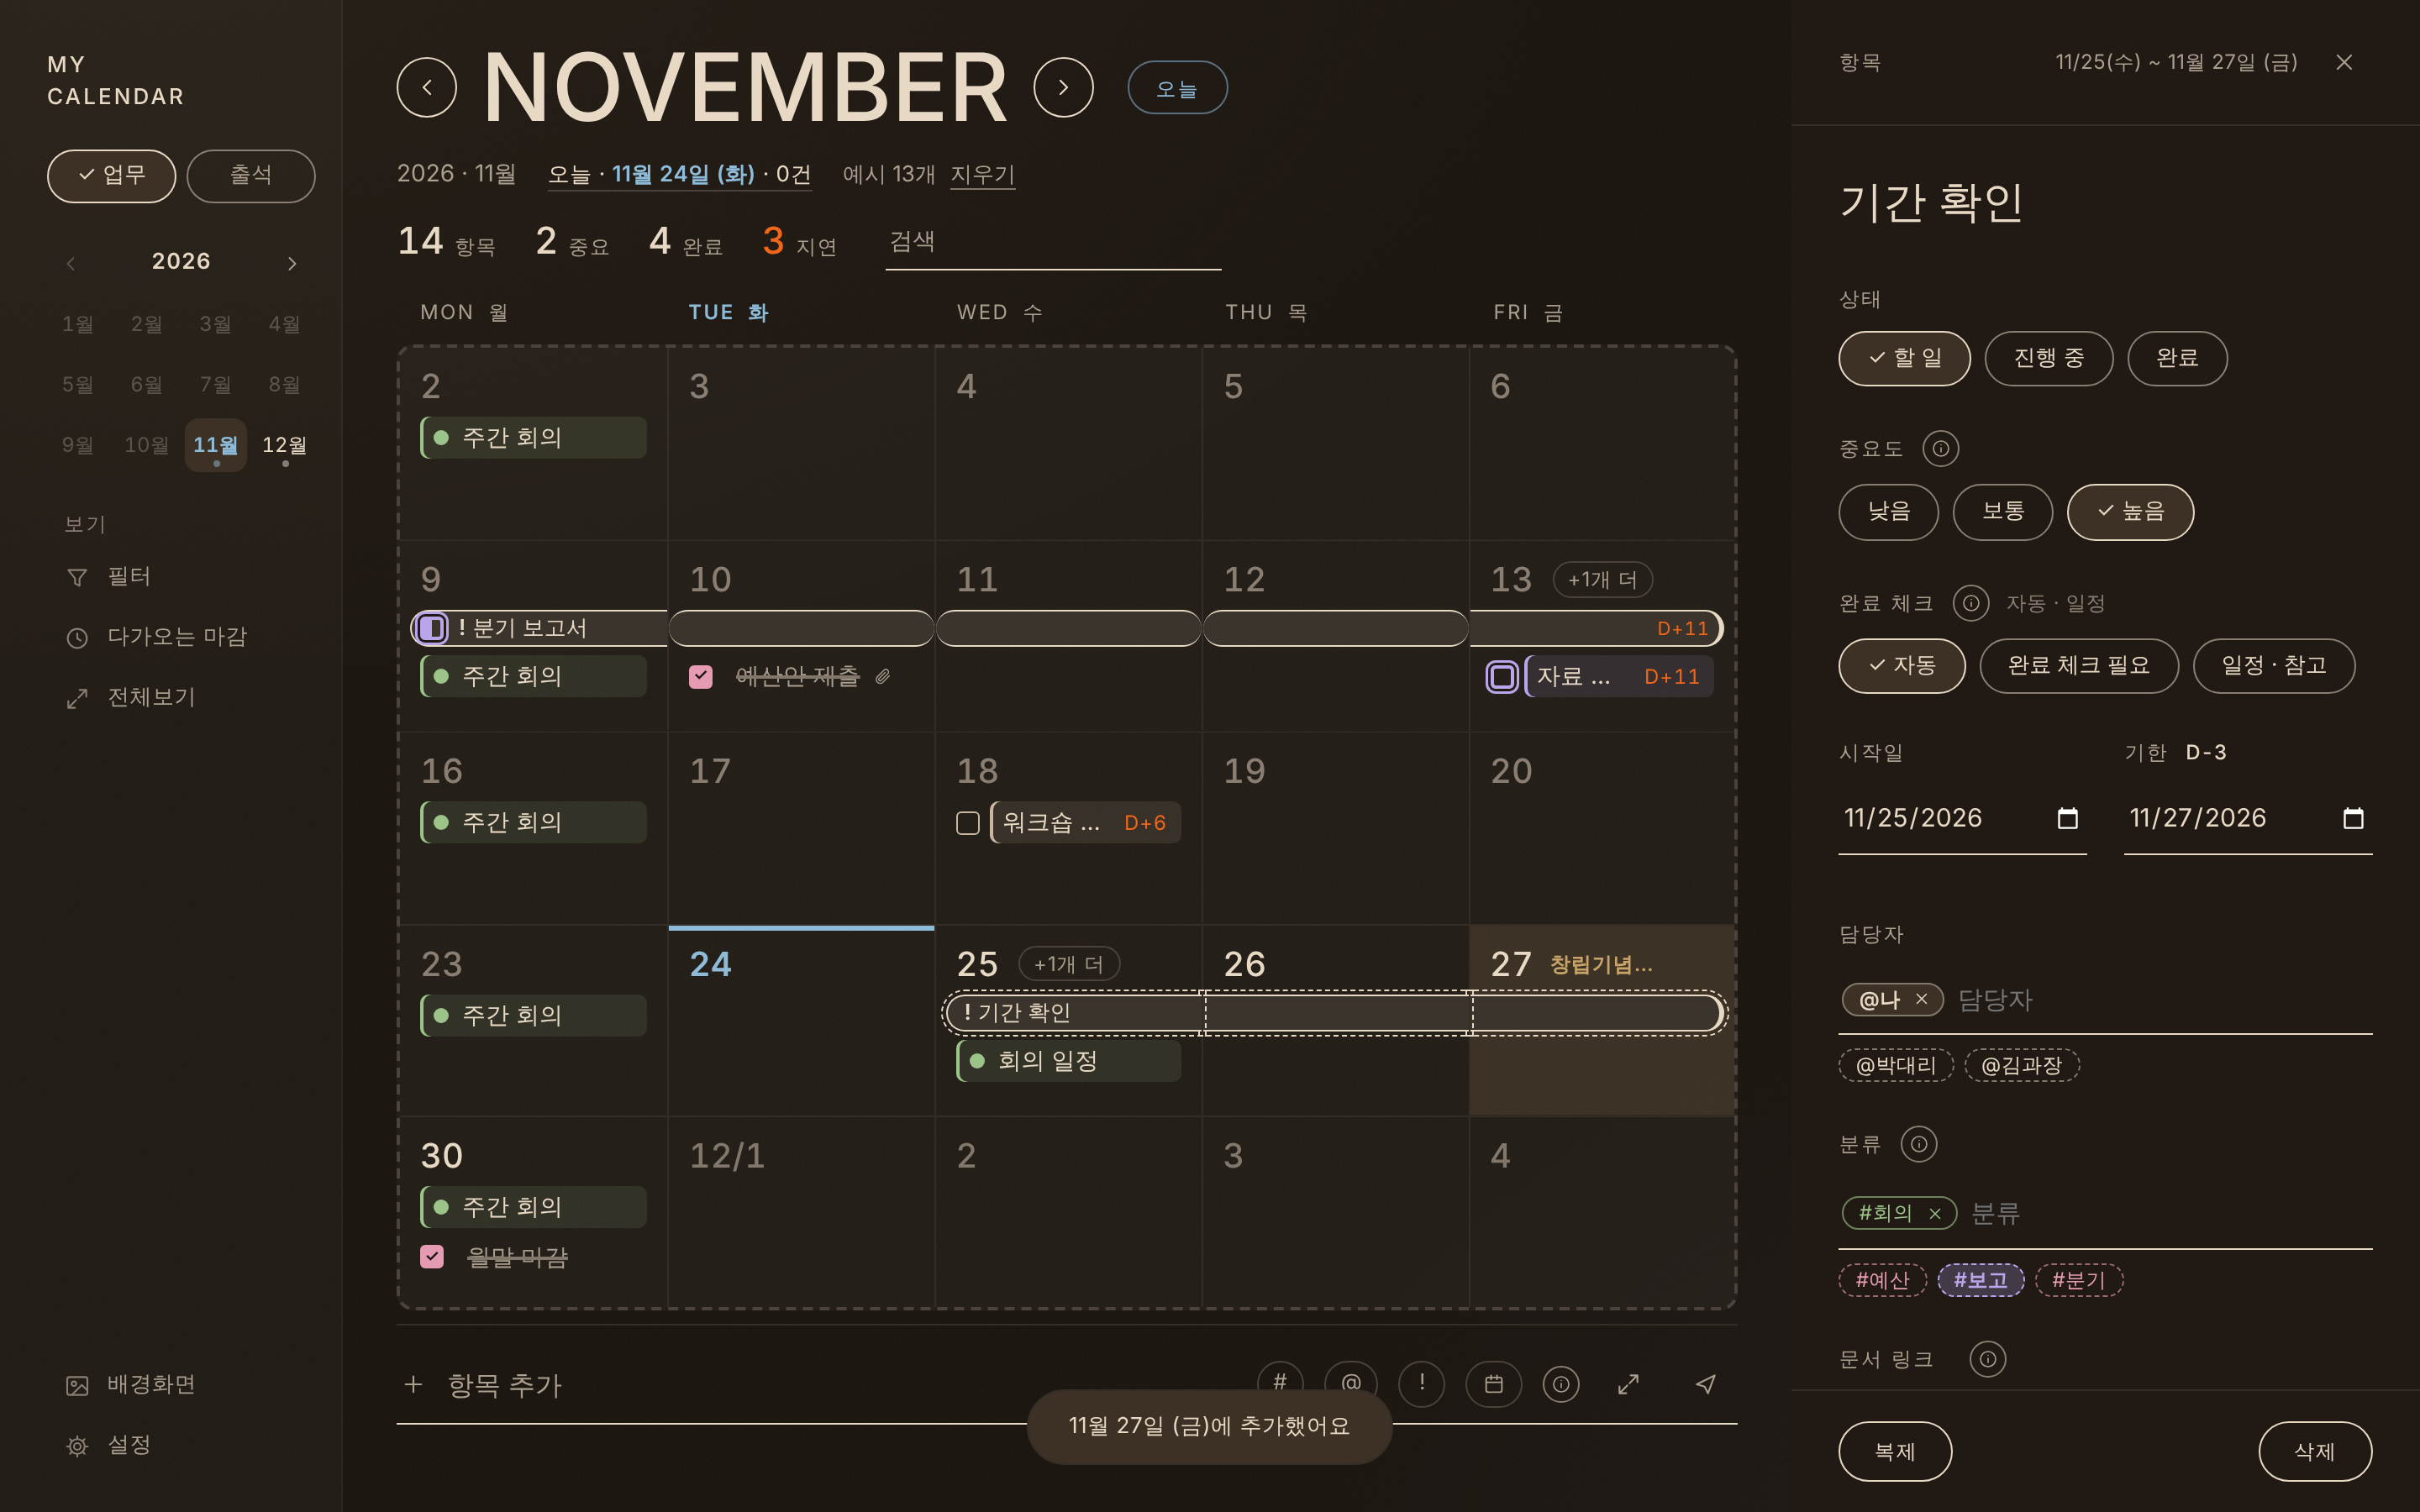 MY
CALENDAR
업무 출석
2026
1월 2월 3월 4월
5월 6월 7월 8월
9월 10월 11월 12월
보기
필터
다가오는 마감
전체보기
배경화면
설정
NOVEMBER 오늘
2026 · 11월 오늘 · 11월 24일 (화) · 0건 예시 13개 지우기
14 항목 2 중요 4 완료 3 지연 검색
MON 월 TUE 화 WED 수 THU 목 FRI 금
2 3 4 5 6
주간 회의
9 10 11 12 13 +1개 더
! 분기 보고서 D+11
주간 회의 예산안 제출 자료 ... D+11
16 17 18 19 20
주간 회의 워크숍 ... D+6
23 24 25 +1개 더 26 27 창립기념...
! 기간 확인
주간 회의 회의 일정
30 12/1 2 3 4
주간 회의
월말 마감
+ 항목 추가 # @ !
11월 27일 (금)에 추가했어요
항목 11/25(수) ~ 11월 27일 (금)
기간 확인
상태
할 일 진행 중 완료
중요도
낮음 보통 높음
완료 체크 자동 · 일정
자동 완료 체크 필요 일정 · 참고
시작일 기한 D-3
11/25/2026 11/27/2026
담당자
@나 담당자
@박대리 @김과장
분류
#회의 분류
#예산 #보고 #분기
문서 링크
복제 삭제